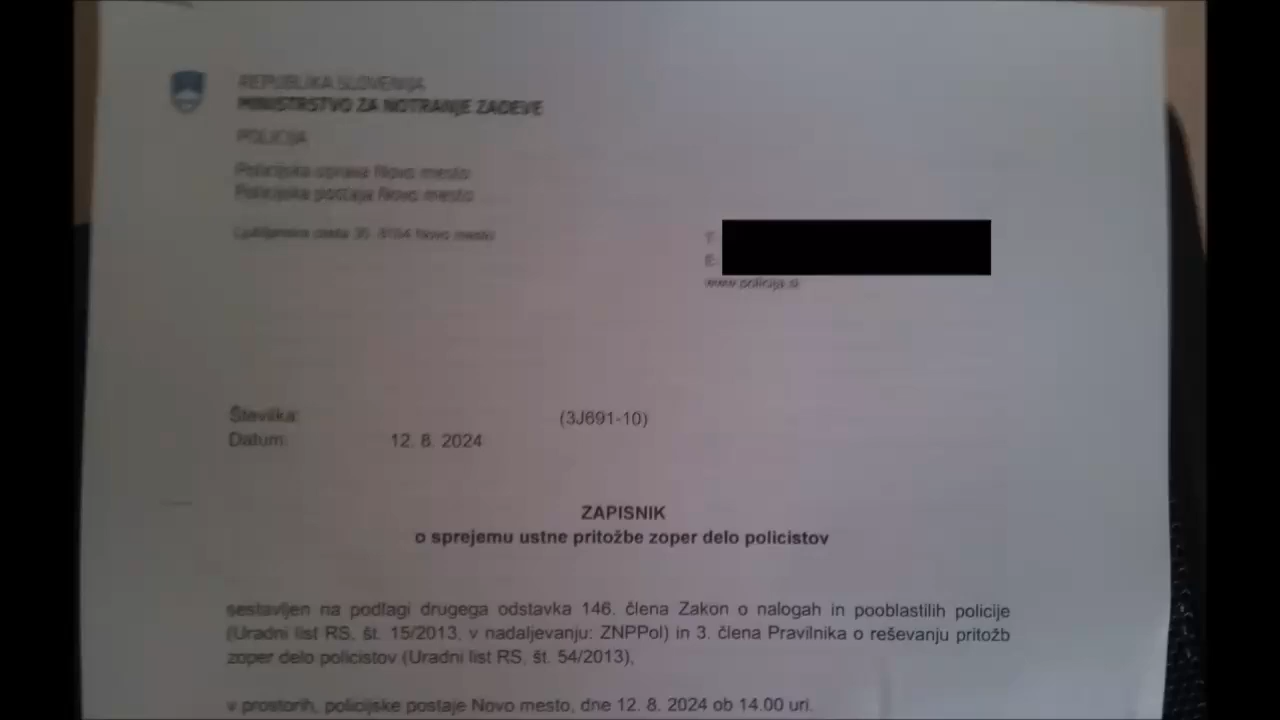 REPUBLIKA SLOVENIJA
MINISTRSTVO ZA NOTRANJE ZADEVE
POLICIJA
Policijska uprava Novo mesto
Policijska postaja Novo mesto
Ljubljanska cesta 30, 8104 Novo mesto
T:
E:
www.policija.si
Številka: (3J691-10)
Datum: 12. 8. 2024
ZAPISNIK
o sprejemu ustne pritožbe zoper delo policistov
sestavljen na podlagi drugega odstavka 146. člena Zakon o nalogah in pooblastilih policije
(Uradni list RS, št. 15/2013, v nadaljevanju: ZNPPol) in 3. člena Pravilnika o reševanju pritožb
zoper delo policistov (Uradni list RS, št. 54/2013),
v prostorih, policijske postaje Novo mesto, dne 12. 8. 2024 ob 14.00 uri.